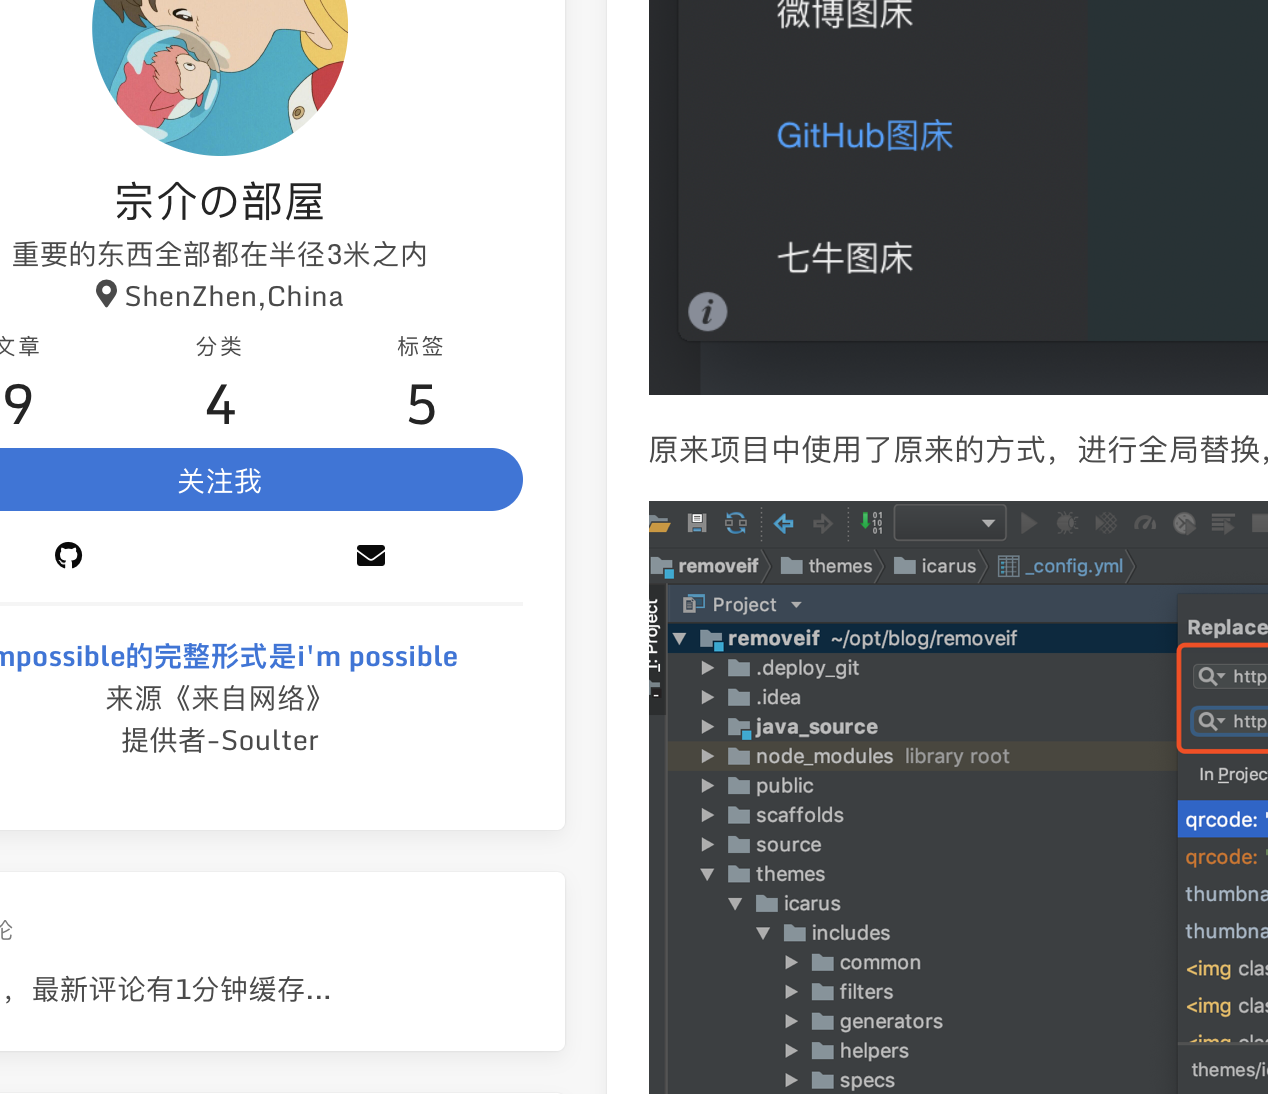 宗介の部屋
重要的东西全部都在半径3米之内
ShenZhen,China
文章 分类 标签
9 4 5
关注我
mpossible的完整形式是i'm possible
来源《来自网络》
提供者-Soulter
论
，最新评论有1分钟缓存...
微博图床
GitHub图床
七牛图床
原来项目中使用了原来的方式，进行全局替换，
removeif themes icarus _config.yml
Project
1: Project
removeif ~/opt/blog/removeif
.deploy_git
.idea
java_source
node_modules library root
public
scaffolds
source
themes
icarus
includes
common
filters
generators
helpers
specs
Replace
http
http
In Projec
qrcode: '
qrcode: '
thumbna
thumbna
<img clas
<img clas
<img clas
themes/i